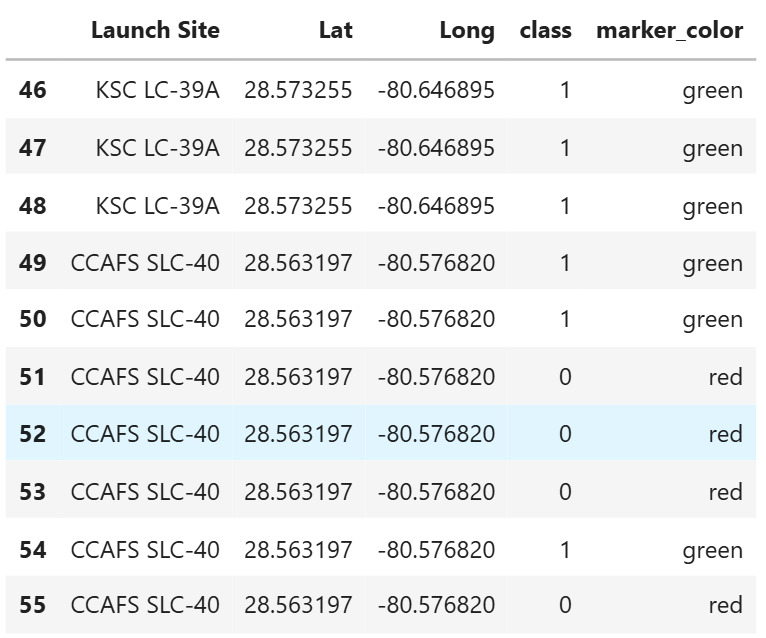 Launch Site Lat Long class marker_color
46 KSC LC-39A 28.573255 -80.646895 1 green
47 KSC LC-39A 28.573255 -80.646895 1 green
48 KSC LC-39A 28.573255 -80.646895 1 green
49 CCAFS SLC-40 28.563197 -80.576820 1 green
50 CCAFS SLC-40 28.563197 -80.576820 1 green
51 CCAFS SLC-40 28.563197 -80.576820 0 red
52 CCAFS SLC-40 28.563197 -80.576820 0 red
53 CCAFS SLC-40 28.563197 -80.576820 0 red
54 CCAFS SLC-40 28.563197 -80.576820 1 green
55 CCAFS SLC-40 28.563197 -80.576820 0 red